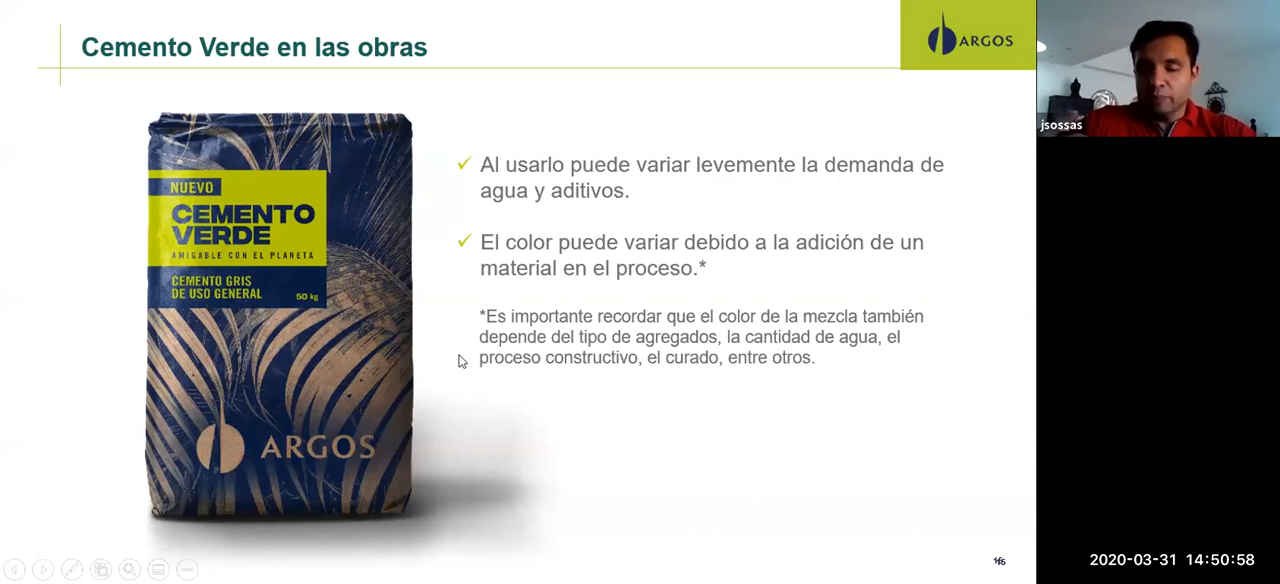 Cemento Verde en las obras
ARGOS
jsossas
NUEVO
CEMENTO
VERDE
AMIGABLE CON EL PLANETA
CEMENTO GRIS
DE USO GENERAL
50 kg
ARGOS
✓ Al usarlo puede variar levemente la demanda de
agua y aditivos.
✓ El color puede variar debido a la adición de un
material en el proceso.*
*Es importante recordar que el color de la mezcla también
depende del tipo de agregados, la cantidad de agua, el
proceso constructivo, el curado, entre otros.
2020-03-31 14:50:58